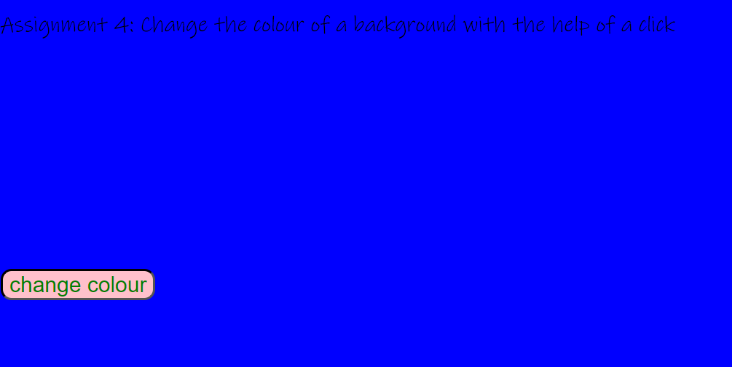 Assignment 4: Change the colour of a background with the help of a click
change colour